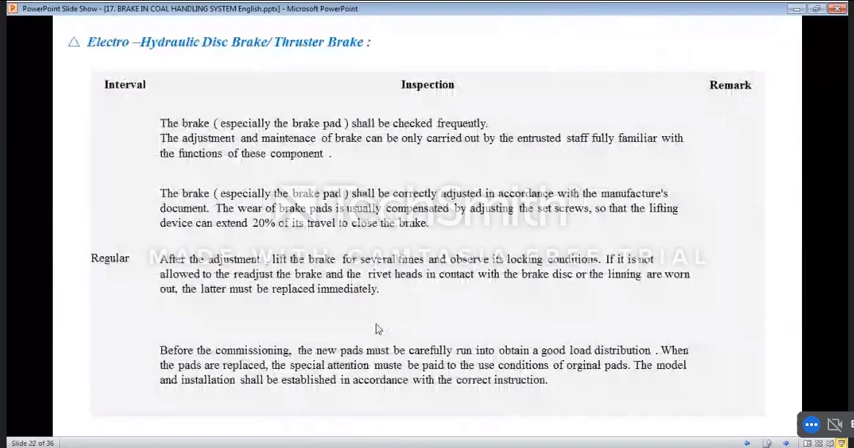 PowerPoint Slide Show - [17. BRAKE IN COAL HANDLING SYSTEM English.pptx] - Microsoft PowerPoint
△ Electro –Hydraulic Disc Brake/ Thruster Brake :
Interval Inspection Remark
The brake ( especially the brake pad ) shall be checked frequently.
The adjustment and maintenace of brake can be only carried out by the entrusted staff fully familiar with
the functions of these component .
The brake ( especially the brake pad ) shall be correctly adjusted in accordance with the manufacture's
document. The wear of brake pads is usually compensated by adjusting the set screws, so that the lifting
device can extend 20% of its travel to close the brake.
TechSmith
MADE WITH CAMTASIA FREE TRIAL
Regular After the adjustment , lift the brake for several times and observe its locking conditions. If it is not
allowed to the readjust the brake and the rivet heads in contact with the brake disc or the linning are worn
out, the latter must be replaced immediately.
Before the commissioning, the new pads must be carefully run into obtain a good load distribution . When
the pads are replaced, the special attention muste be paid to the use conditions of orginal pads. The model
and installation shall be established in accordance with the correct instruction.
Slide 22 of 36